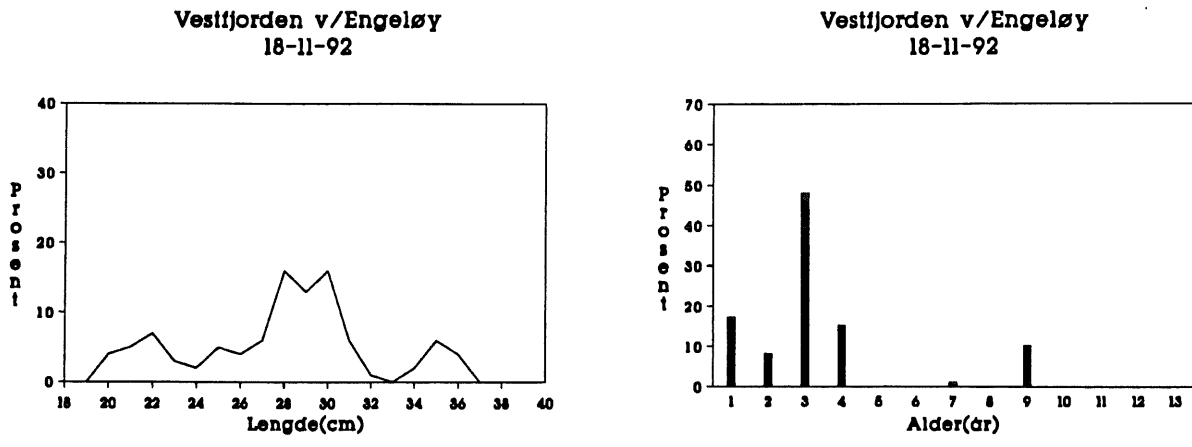 Vestfjorden v/Engeløy
18-11-92
40
30
20
10
0
Prosent
18 20 22 24 26 28 30 32 34 36 38 40
Lengde(cm)
Vestfjorden v/Engeløy
18-11-92
70
60
50
40
30
20
10
0
Prosent
1 2 3 4 5 6 7 8 9 10 11 12 13
Alder(år)